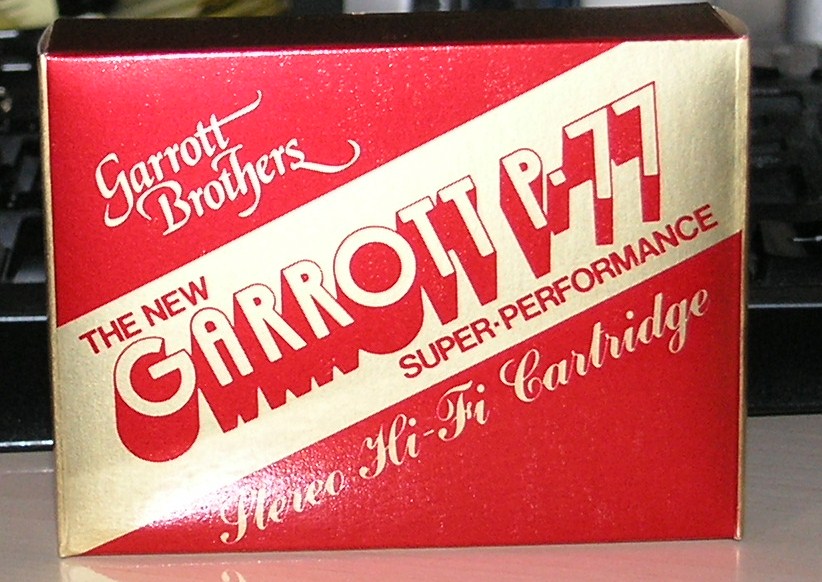 Garrott
Brothers
THE NEW
GARROTT P-77
SUPER-PERFORMANCE
Stereo Hi-Fi Cartridge